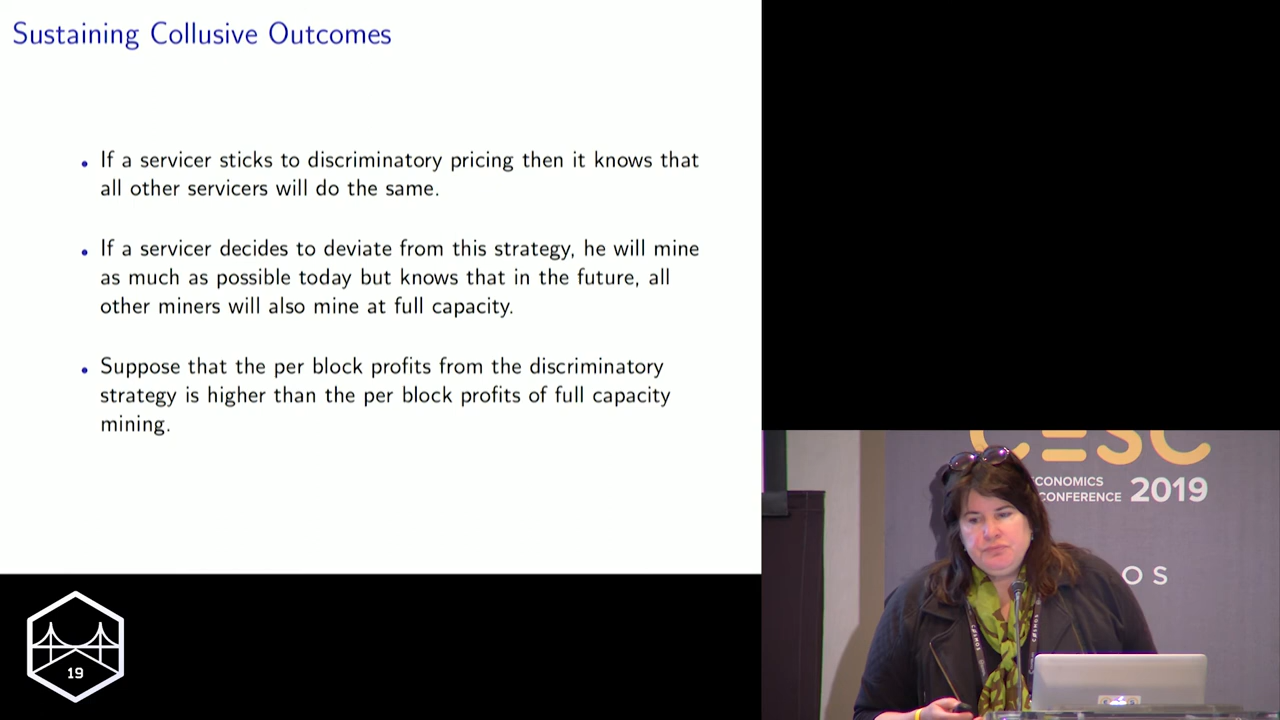 Sustaining Collusive Outcomes
• If a servicer sticks to discriminatory pricing then it knows that
all other servicers will do the same.
• If a servicer decides to deviate from this strategy, he will mine
as much as possible today but knows that in the future, all
other miners will also mine at full capacity.
• Suppose that the per block profits from the discriminatory
strategy is higher than the per block profits of full capacity
mining.
19
CESC
CONOMICS
CONFERENCE 2019
OS